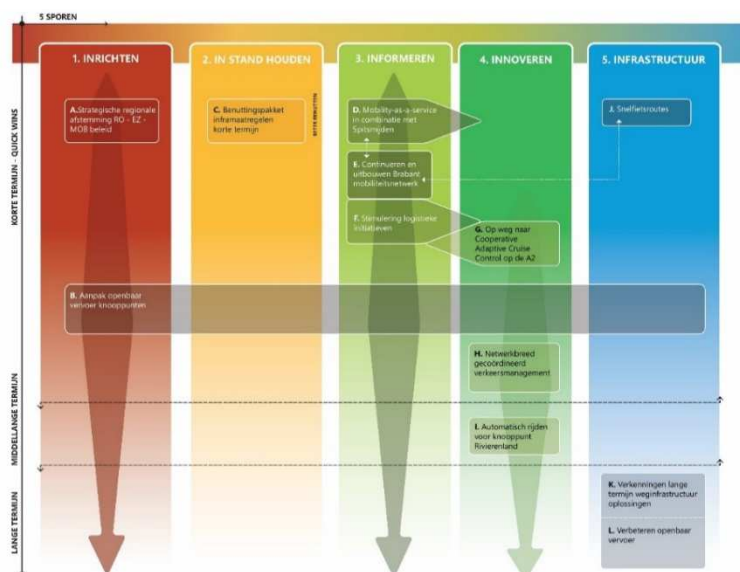 5 SPOREN
1. INRICHTEN
2. IN STAND HOUDEN
3. INFORMEREN
4. INNOVEREN
5. INFRASTRUCTUUR
KORTE TERMIJN - QUICK WINS
A. Strategische regionale
afstemming RO - EZ -
MOB beleid
C. Benuttingspakket
inframaatregelen
korte termijn
BETER BENUTTEN
D. Mobility-as-a-service
in combinatie met
Spitsmijden
J. Snelfietsroutes
E. Continueren en
uitbouwen Brabant
mobiliteitsnetwerk
F. Stimulering logistieke
initiatieven
G. Op weg naar
Cooperative
Adaptive Cruise
Control op de A2
B. Aanpak openbaar
vervoer knooppunten
H. Netwerkbreed
gecoördineerd
verkeersmanagement
MIDDELLANGE TERMIJN
I. Automatisch rijden
voor knooppunt
Rivierenland
LANGE TERMIJN
K. Verkenningen lange
termijn weginfrastructuur
oplossingen
L. Verbeteren openbaar
vervoer